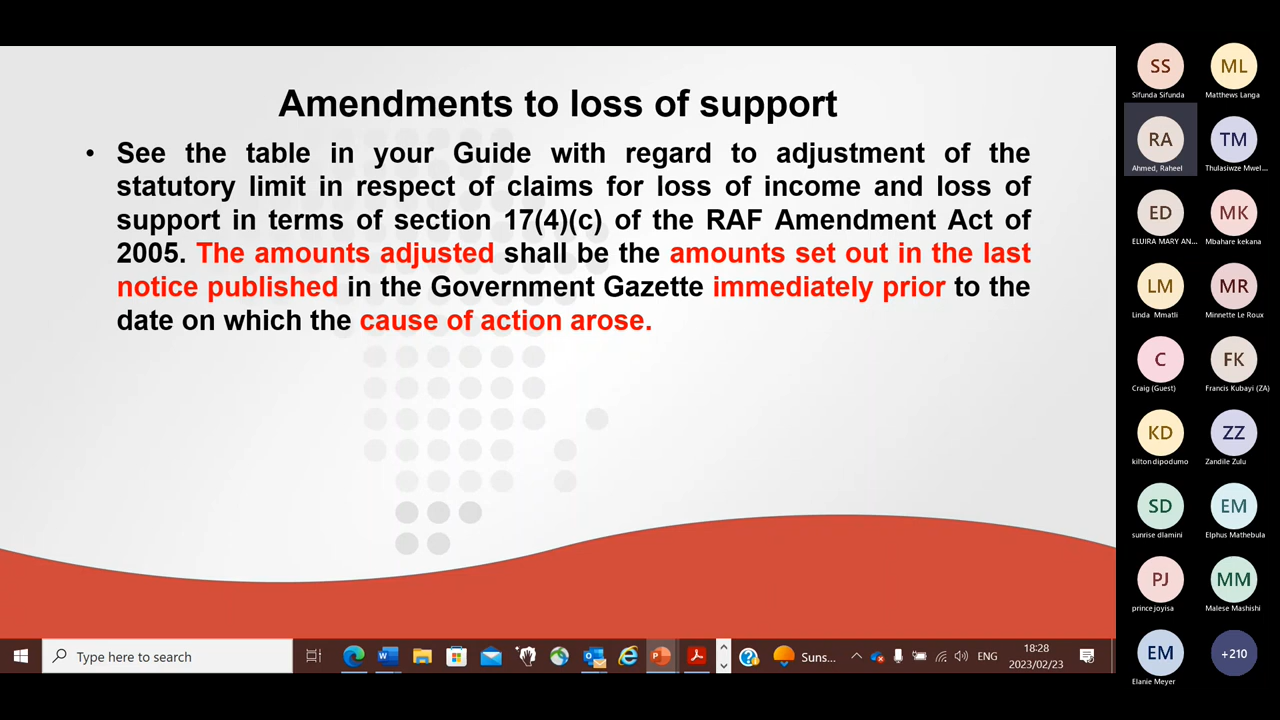 Amendments to loss of support
• See the table in your Guide with regard to adjustment of the
statutory limit in respect of claims for loss of income and loss of
support in terms of section 17(4)(c) of the RAF Amendment Act of
2005. The amounts adjusted shall be the amounts set out in the last
notice published in the Government Gazette immediately prior to the
date on which the cause of action arose.
SS
Sifunda Sifunda
ML
Matthews Langa
RA
Ahmed, Raheel
TM
Thulasiwze Mwel...
ED
ELUIRA MARY AN...
MK
Mbahare kekana
LM
Linda Mmatli
MR
Minnette Le Roux
C
Craig (Guest)
FK
Francis Kubayi (ZA)
KD
kilton dipodumo
ZZ
Zandile Zulu
SD
sunrise dlamini
EM
Elphus Mathebula
PJ
prince joyisa
MM
Malese Mashishi
EM
Elanie Meyer
+210
Type here to search
Suns...
ENG
18:28
2023/02/23